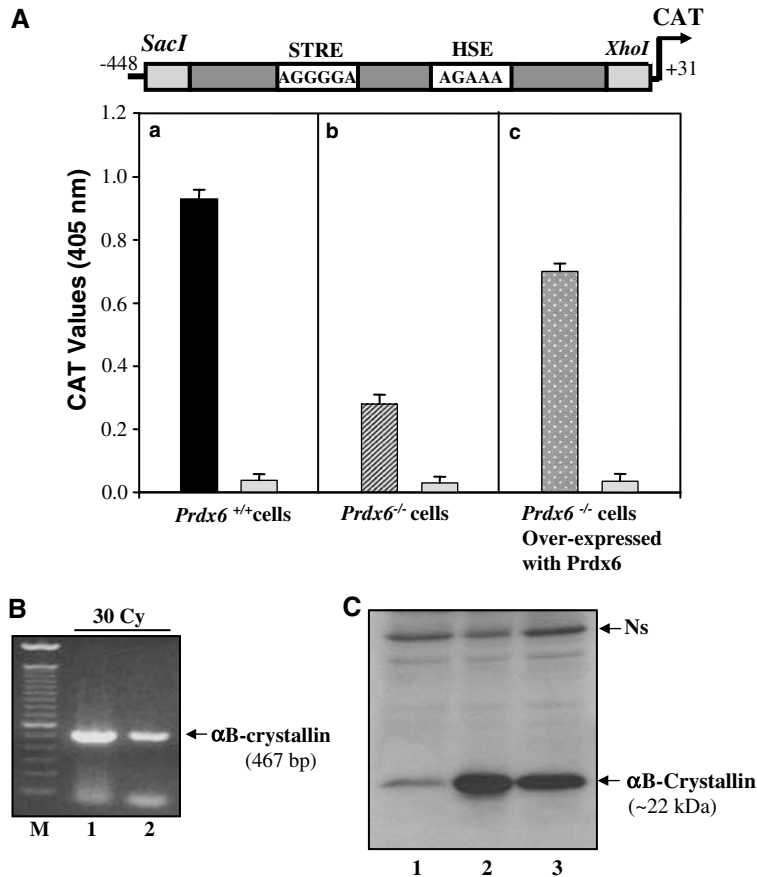 A
SacI STRE HSE XhoI CAT
-448 AGGGGA AGAAA +31
a b c
1.2
1.0
0.8
0.6
0.4
0.2
0.0
CAT Values (405 nm)
Prdx6 +/+cells
Prdx6-/- cells
Prdx6 -/- cells
Over-expressed
with Prdx6
B
30 Cy
αB-crystallin
(467 bp)
M 1 2
C
Ns
αB-Crystallin
(~22 kDa)
1 2 3